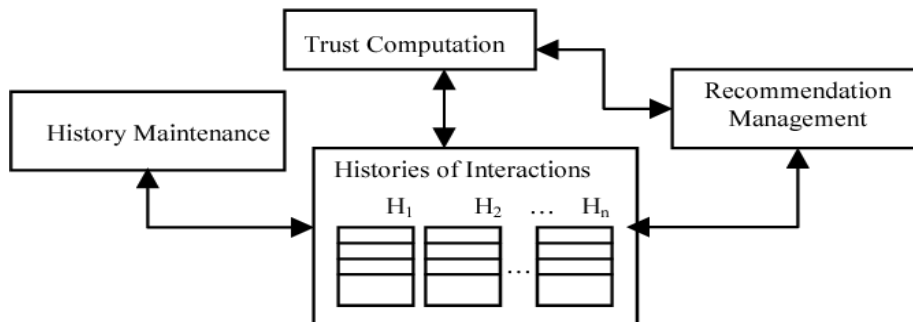 Trust Computation
Recommendation
Management
History Maintenance
Histories of Interactions
H₁ H₂ … Hₙ
…